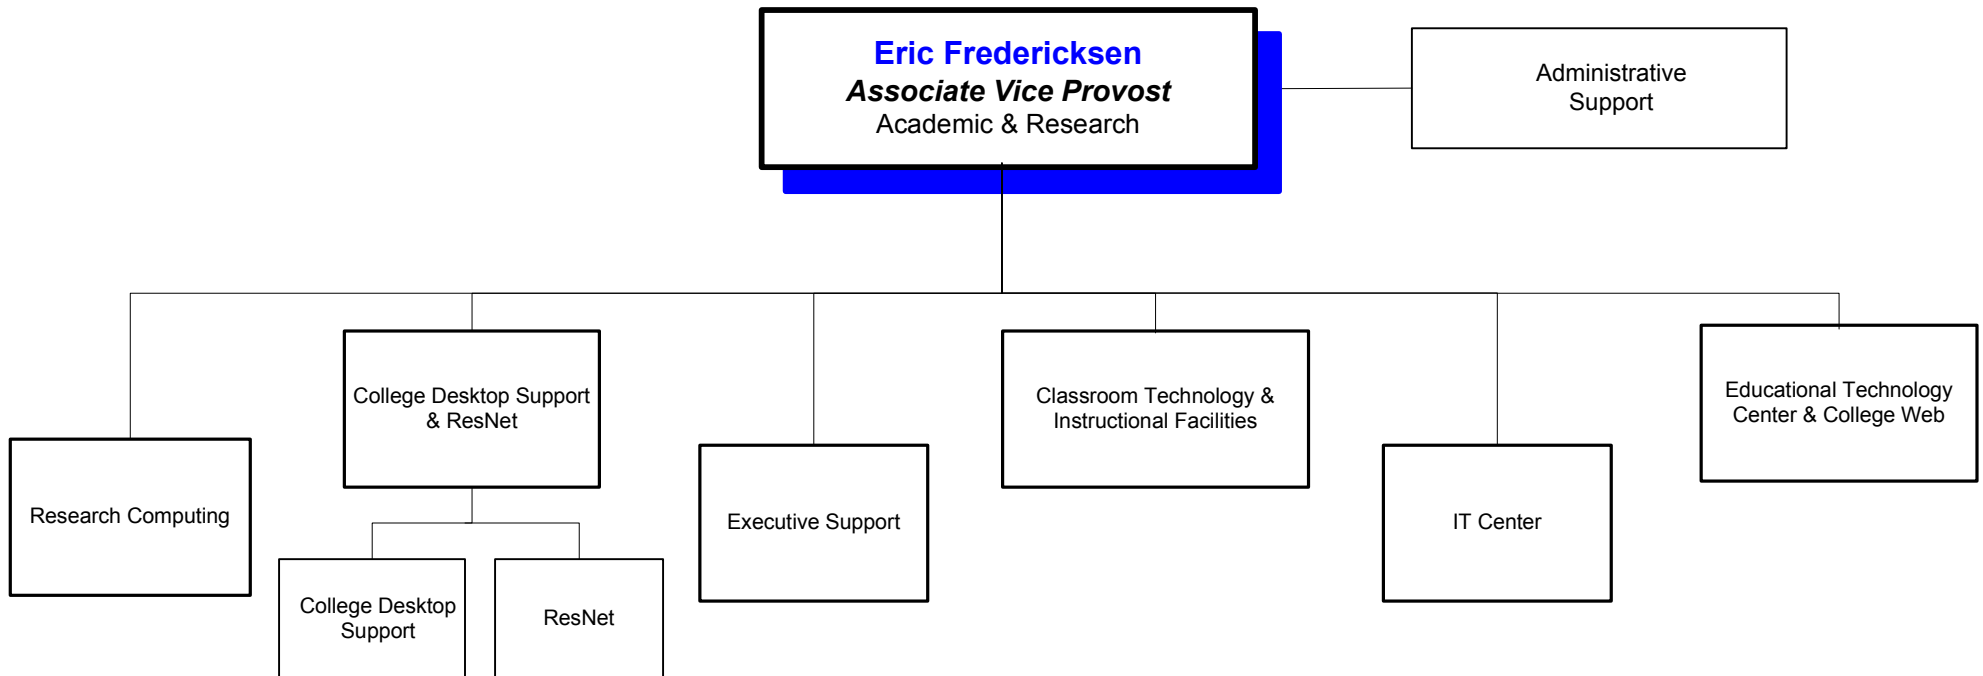 Eric Fredericksen
Associate Vice Provost
Academic & Research
Administrative
Support
College Desktop Support
& ResNet
Classroom Technology &
Instructional Facilities
Educational Technology
Center & College Web
Research Computing
Executive Support
IT Center
College Desktop
Support
ResNet